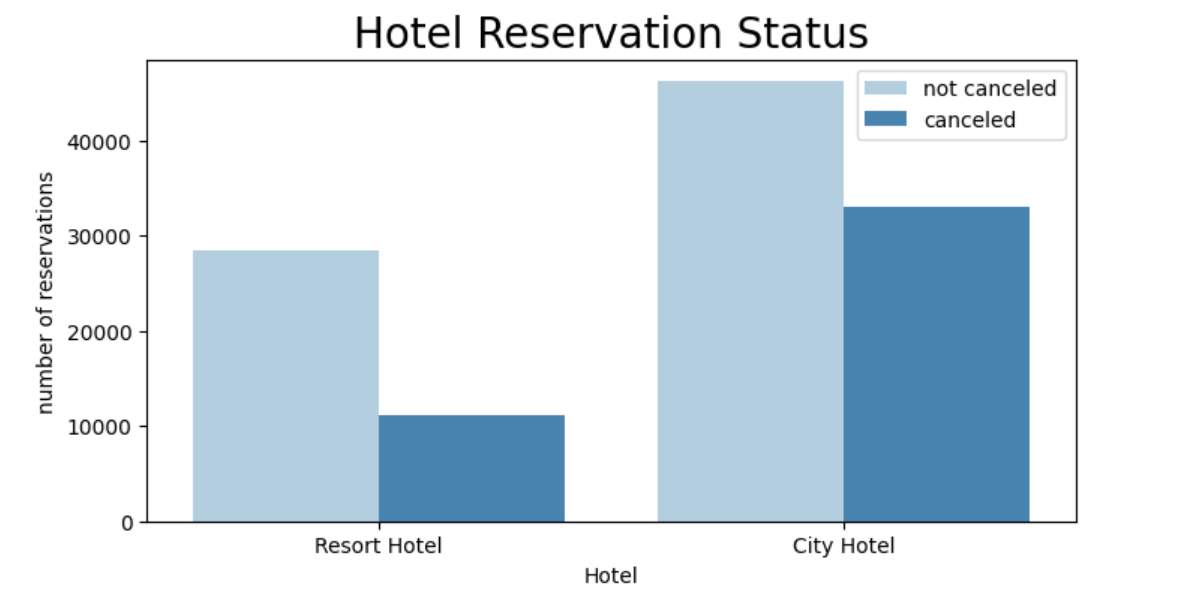 Hotel Reservation Status
not canceled
canceled
number of reservations
40000
30000
20000
10000
0
Resort Hotel
City Hotel
Hotel